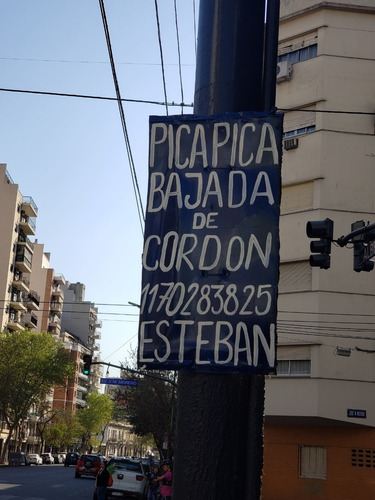 PICAPICA
BAJADA
DE
CORDON
1170283825
ESTEBAN